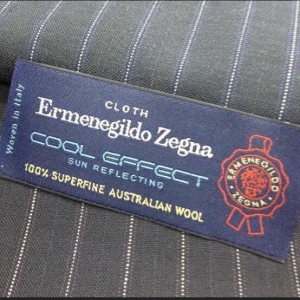 Woven in Italy
CLOTH
Ermenegildo Zegna
COOL EFFECT
SUN REFLECTING
100% SUPERFINE AUSTRALIAN WOOL
ERMENEGILDO
ZEGNA